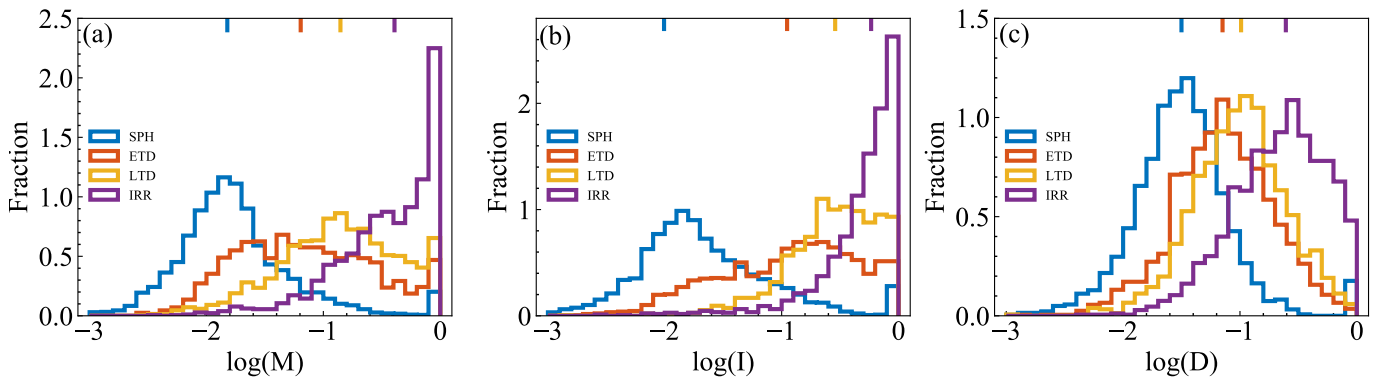 (a)
Fraction
2.5
2.0
1.5
1.0
0.5
0.0
SPH
ETD
LTD
IRR
−3 −2 −1 0
log(M)
(b)
Fraction
2
1
0
SPH
ETD
LTD
IRR
−3 −2 −1 0
log(I)
(c)
Fraction
1.5
1.0
0.5
0.0
SPH
ETD
LTD
IRR
−3 −2 −1 0
log(D)